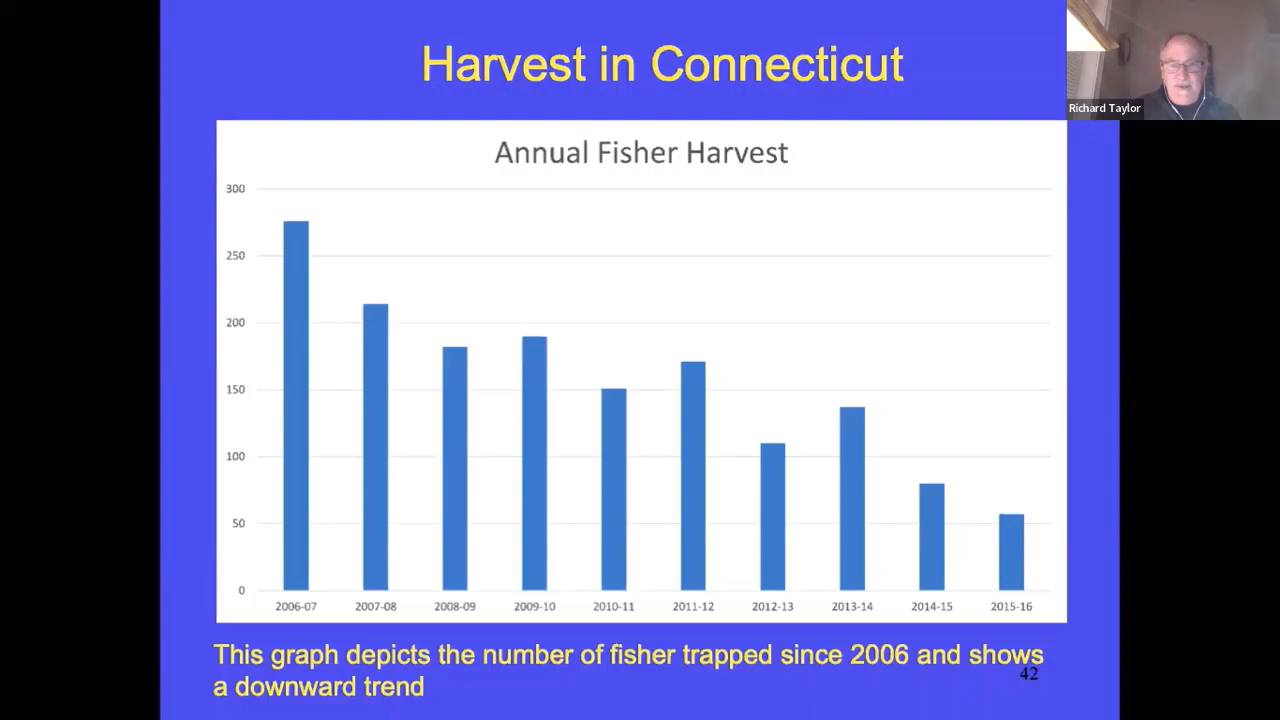 Harvest in Connecticut
Richard Taylor
Annual Fisher Harvest
300
250
200
150
100
50
0
2006-07 2007-08 2008-09 2009-10 2010-11 2011-12 2012-13 2013-14 2014-15 2015-16
This graph depicts the number of fisher trapped since 2006 and shows
a downward trend
42